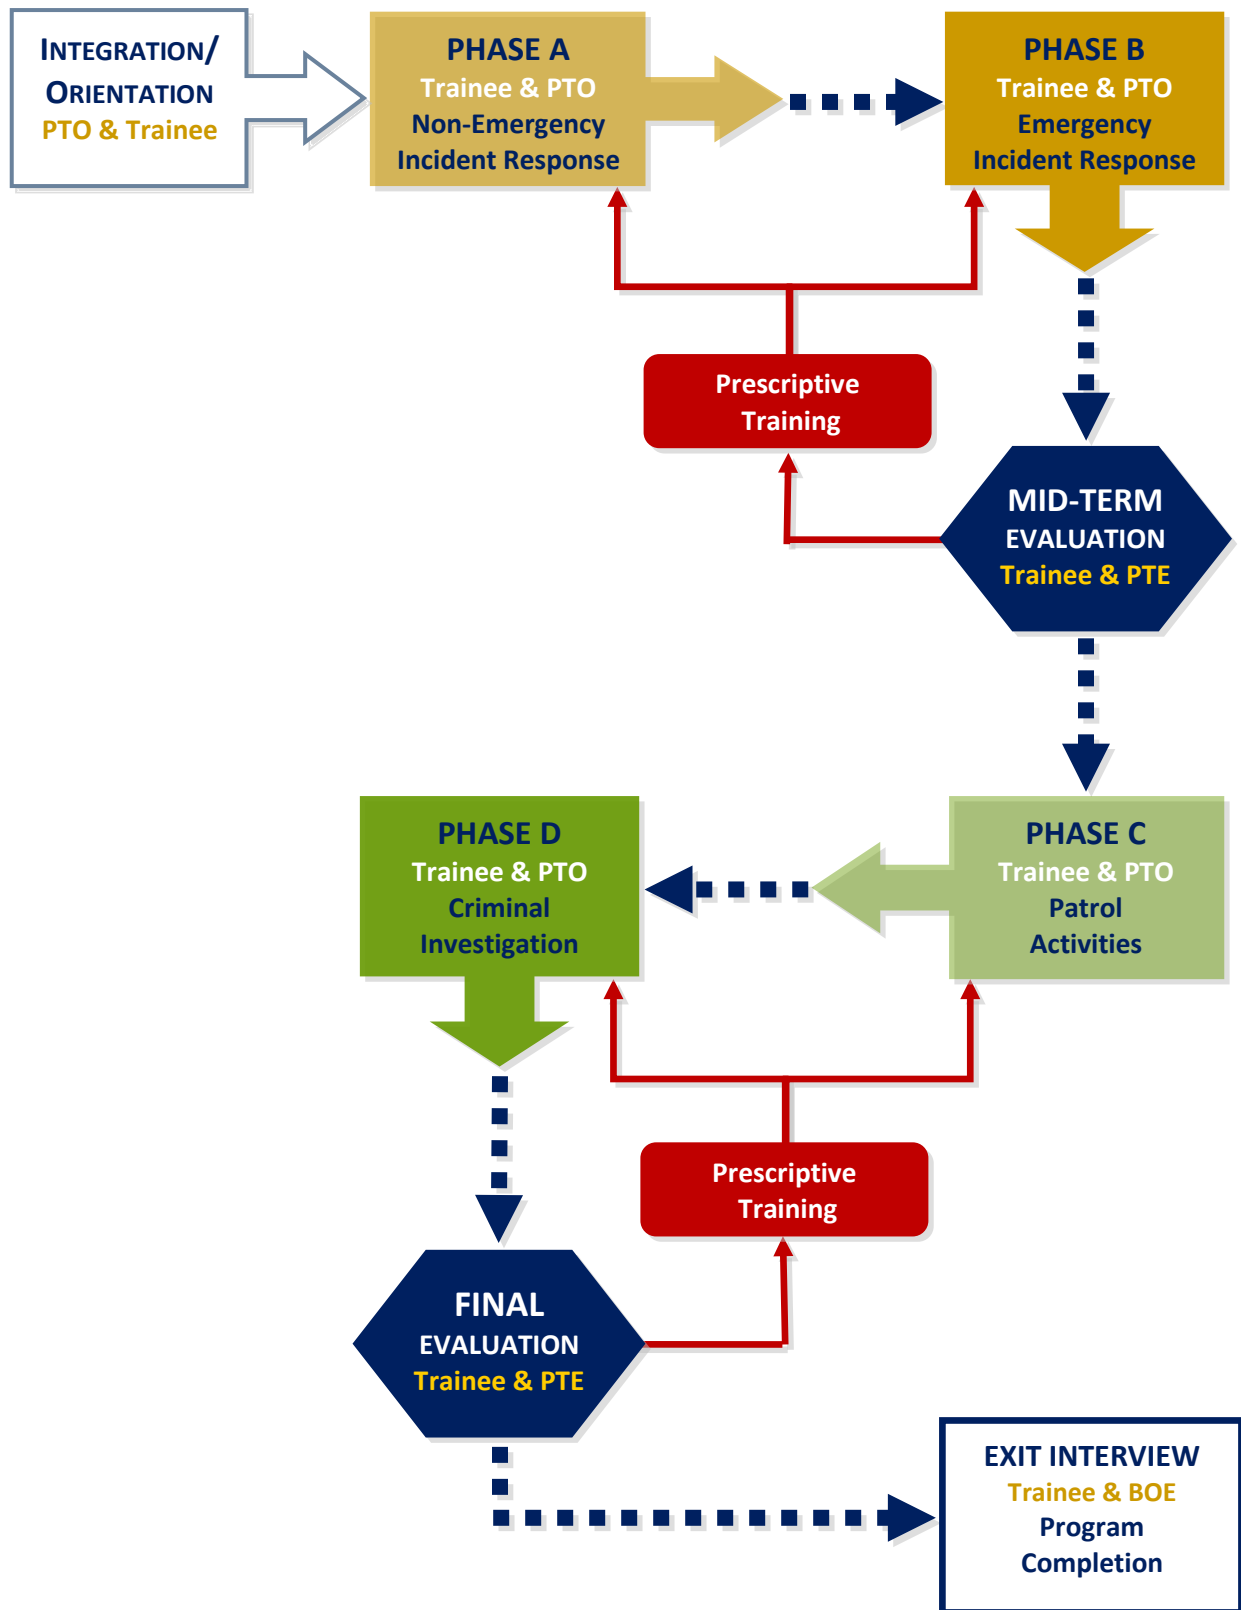 INTEGRATION/
ORIENTATION
PTO & Trainee
PHASE A
Trainee & PTO
Non-Emergency
Incident Response
PHASE B
Trainee & PTO
Emergency
Incident Response
Prescriptive
Training
MID-TERM
EVALUATION
Trainee & PTE
PHASE D
Trainee & PTO
Criminal
Investigation
PHASE C
Trainee & PTO
Patrol
Activities
Prescriptive
Training
FINAL
EVALUATION
Trainee & PTE
EXIT INTERVIEW
Trainee & BOE
Program
Completion